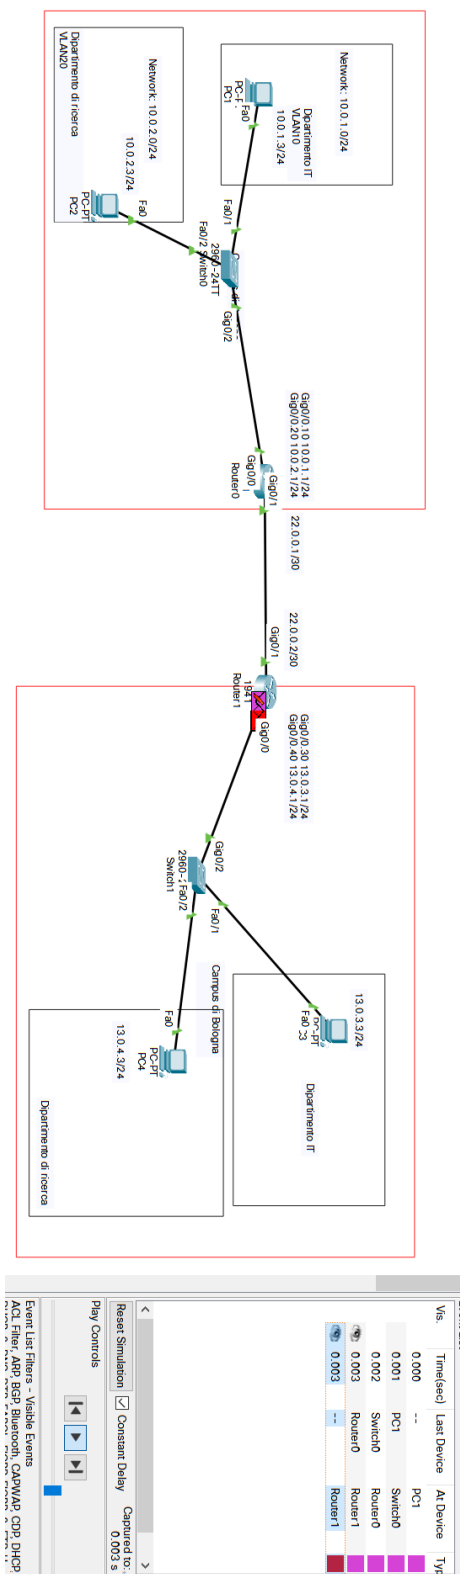 Dipartimento di ricerca
VLAN20
Network: 10.0.2.0/24
10.0.2.3/24
Fa0
PC-PT
PC2
Network: 10.0.1.0/24
Dipartimento IT
VLAN10
10.0.1.3/24
Fa0
PC1
Fa0/1
Fa0/2
2960-24TT
Switch0
Gig0/2
Gig0/0.10 10.0.1.1/24
Gig0/0.20 10.0.2.1/24
Gig0/1
Gig0/0
Router0
22.0.0.1/30
22.0.0.2/30
Gig0/1
1941
Router1
Gig0/0.30 13.0.3.1/24
Gig0/0.40 13.0.4.1/24
Gig0/0
Gig0/2
Switch1
Fa0/2
Fa0/1
Campus di Bologna
13.0.3.3/24
Fa0
Dipartimento IT
Fa0
PC-PT
PC4
13.0.4.3/24
Dipartimento di ricerca
Vis. Time(sec) Last Device At Device
0.000 -- PC1
0.001 PC1 Switch0
0.002 Switch0 Router0
0.003 Router0 Router1
0.003 -- Router1
Reset Simulation Constant Delay Captured to:
0.003 s
Play Controls
Event List Filters - Visible Events
ACL Filter, ARP, BGP, Bluetooth, CAPWAP, CDP, DHCP